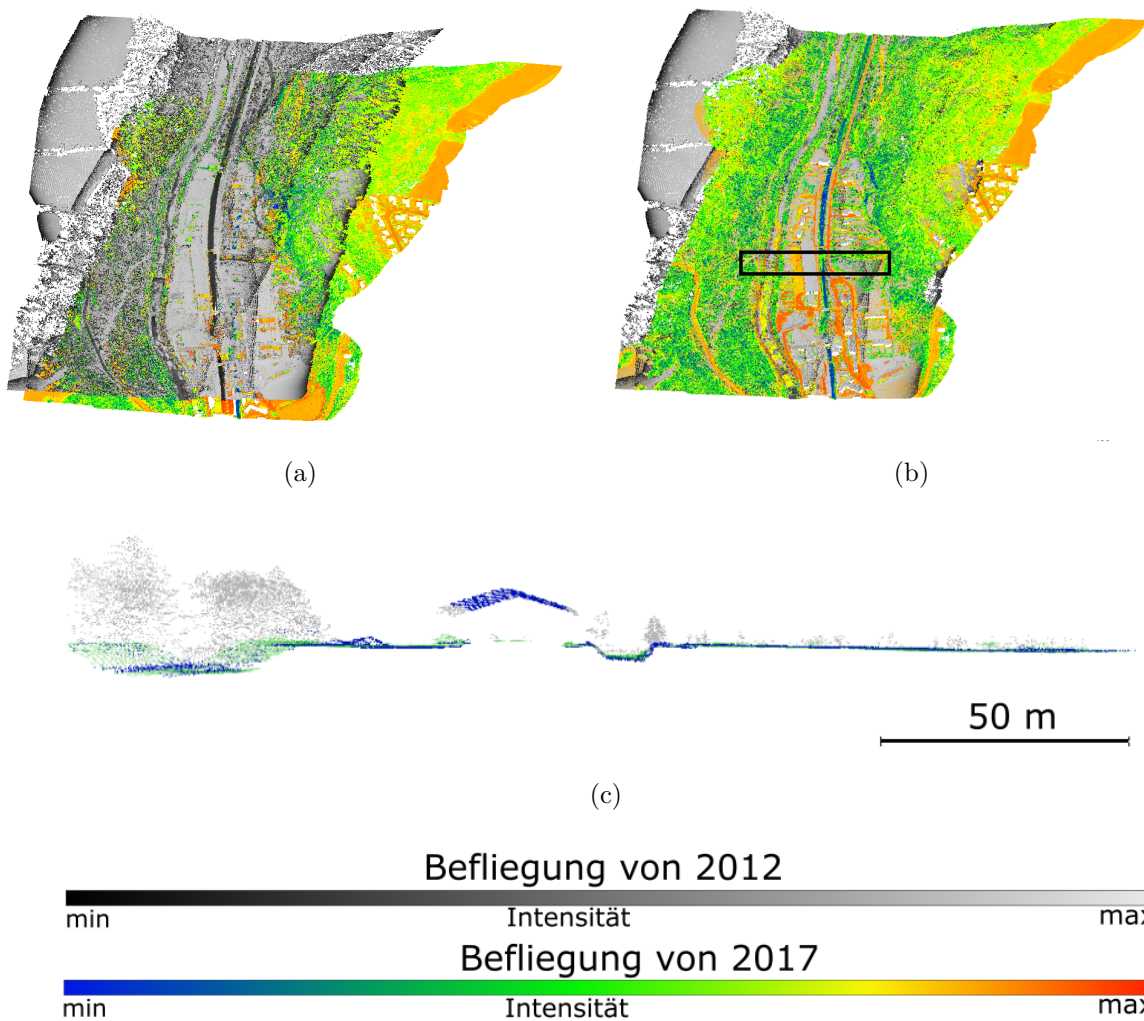 (a)
(b)
50 m
(c)
Befliegung von 2012
min Intensität max
Befliegung von 2017
min Intensität max